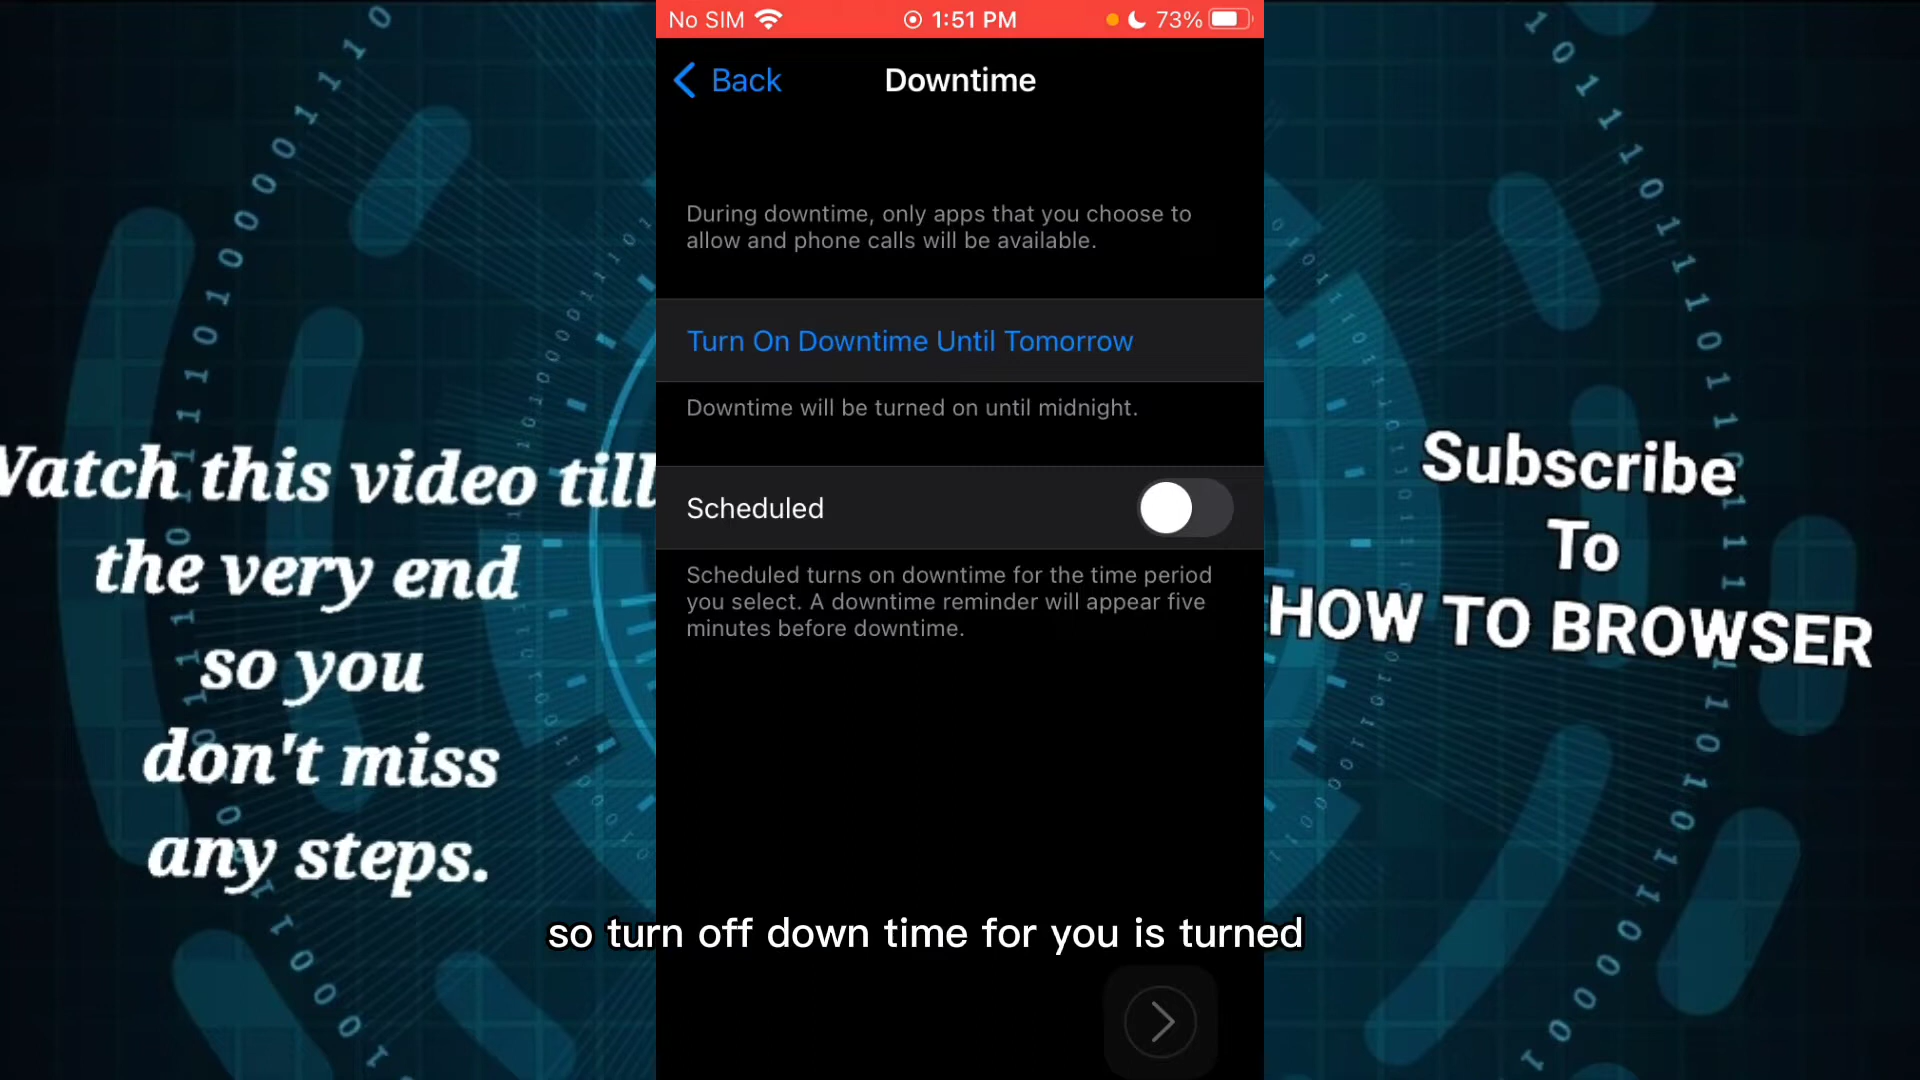 No SIM 1:51 PM 73%
Back Downtime
During downtime, only apps that you choose to
allow and phone calls will be available.
Turn On Downtime Until Tomorrow
Downtime will be turned on until midnight.
Scheduled
Scheduled turns on downtime for the time period
you select. A downtime reminder will appear five
minutes before downtime.
Watch this video till
the very end
so you
don't miss
any steps.
Subscribe
To
HOW TO BROWSER
so turn off down time for you is turned